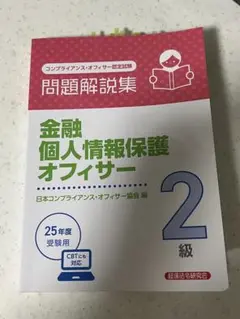 コンプライアンス・オフィサー認定試験
問題解説集
金融
個人情報保護
オフィサー
2級
日本コンプライアンス・オフィサー協会 編
25年度
受験用
CBTにも
対応
経済法令研究会